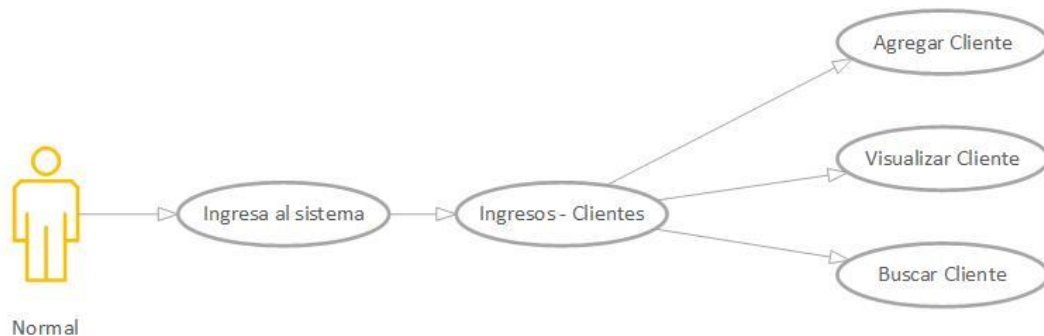 Agregar Cliente
Visualizar Cliente
Ingresa al sistema
Ingresos - Clientes
Buscar Cliente
Normal